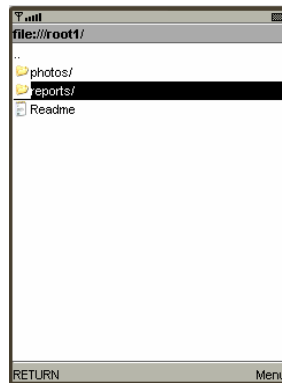 file:///root1/
..
photos/
reports/
Readme
RETURN Menu